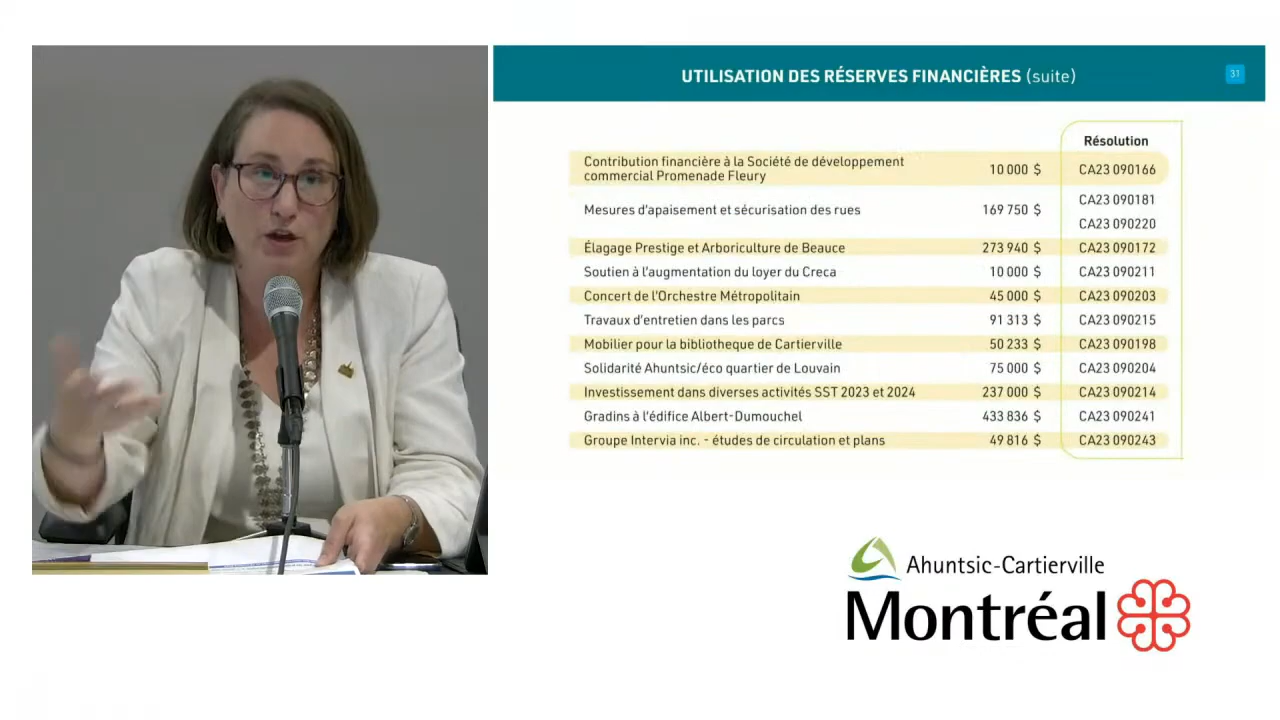 UTILISATION DES RÉSERVES FINANCIÈRES (suite)
31
Résolution
Contribution financière à la Société de développement
commercial Promenade Fleury 10 000 $ CA23 090166
Mesures d'apaisement et sécurisation des rues 169 750 $ CA23 090181
CA23 090220
Élagage Prestige et Arboriculture de Beauce 273 940 $ CA23 090172
Soutien à l'augmentation du loyer du Creca 10 000 $ CA23 090211
Concert de l'Orchestre Métropolitain 45 000 $ CA23 090203
Travaux d'entretien dans les parcs 91 313 $ CA23 090215
Mobilier pour la bibliotheque de Cartierville 50 233 $ CA23 090198
Solidarité Ahuntsic/éco quartier de Louvain 75 000 $ CA23 090204
Investissement dans diverses activités SST 2023 et 2024 237 000 $ CA23 090214
Gradins à l'édifice Albert-Dumouchel 433 836 $ CA23 090241
Groupe Intervia inc. - études de circulation et plans 49 816 $ CA23 090243
Ahuntsic-Cartierville
Montréal